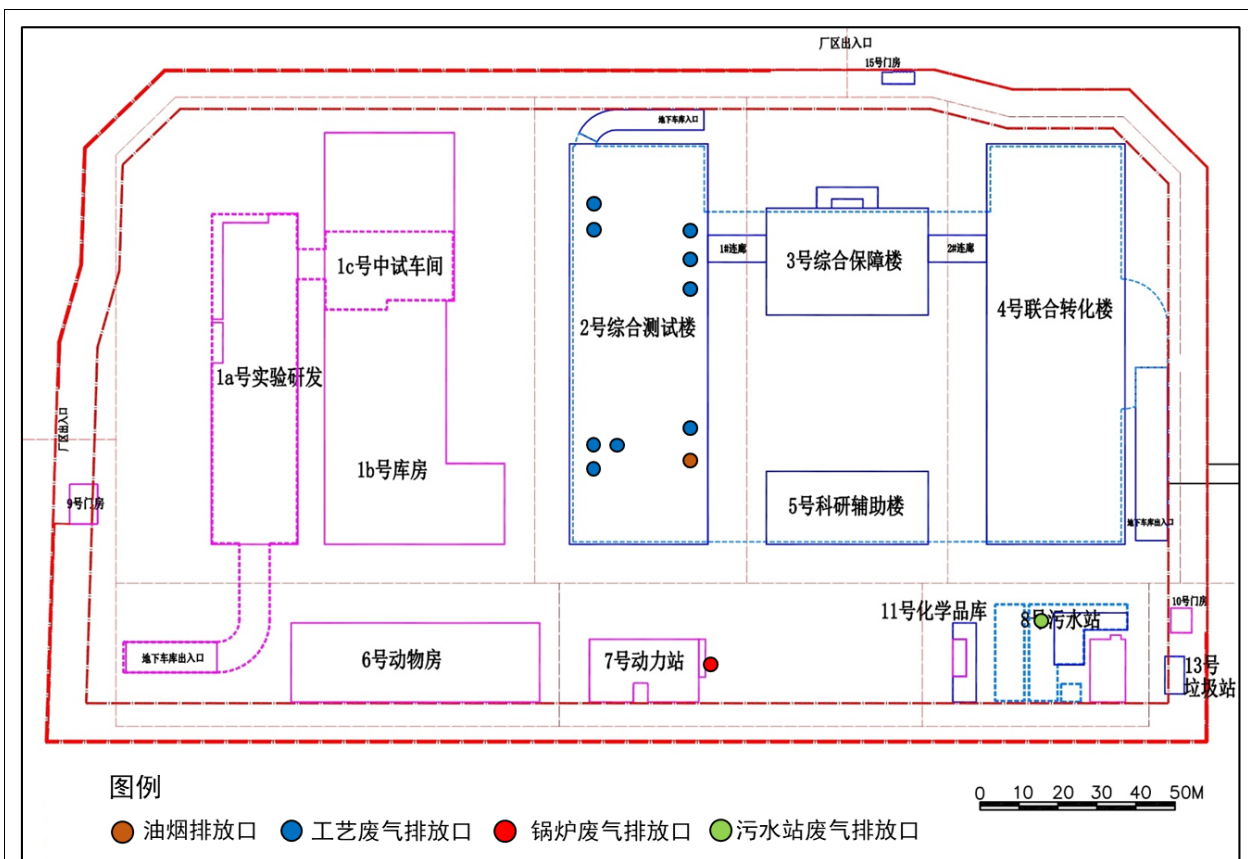 厂区出入口
15号门房
地下车库入口
1#连廊
2#连廊
1c号中试车间
3号综合保障楼
4号联合转化楼
2号综合测试楼
1a号实验研发
厂区出入口
1b号库房
9号门房
5号科研辅助楼
地下车库出入口
11号化学品库
8号污水站
10号门房
地下车库出入口
6号动物房
7号动力站
13号
垃圾站
图例
0 10 20 30 40 50M
油烟排放口 工艺废气排放口 锅炉废气排放口 污水站废气排放口